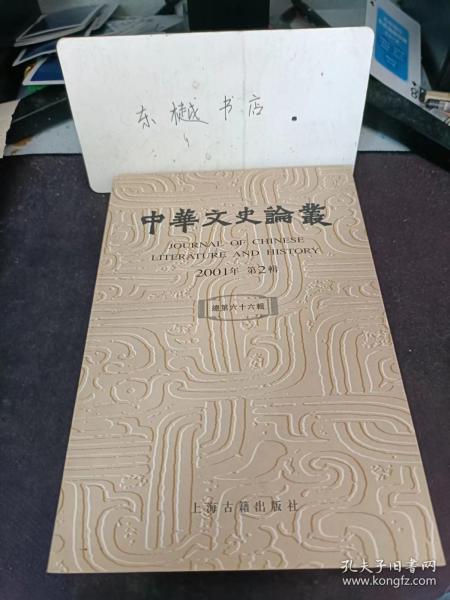 东樾书店
中華文史論叢
JOURNAL OF CHINESE
LITERATURE AND HISTORY
2001年 第2輯
總第六十六輯
上海古籍出版社
孔夫子旧书网
www.kongfz.com